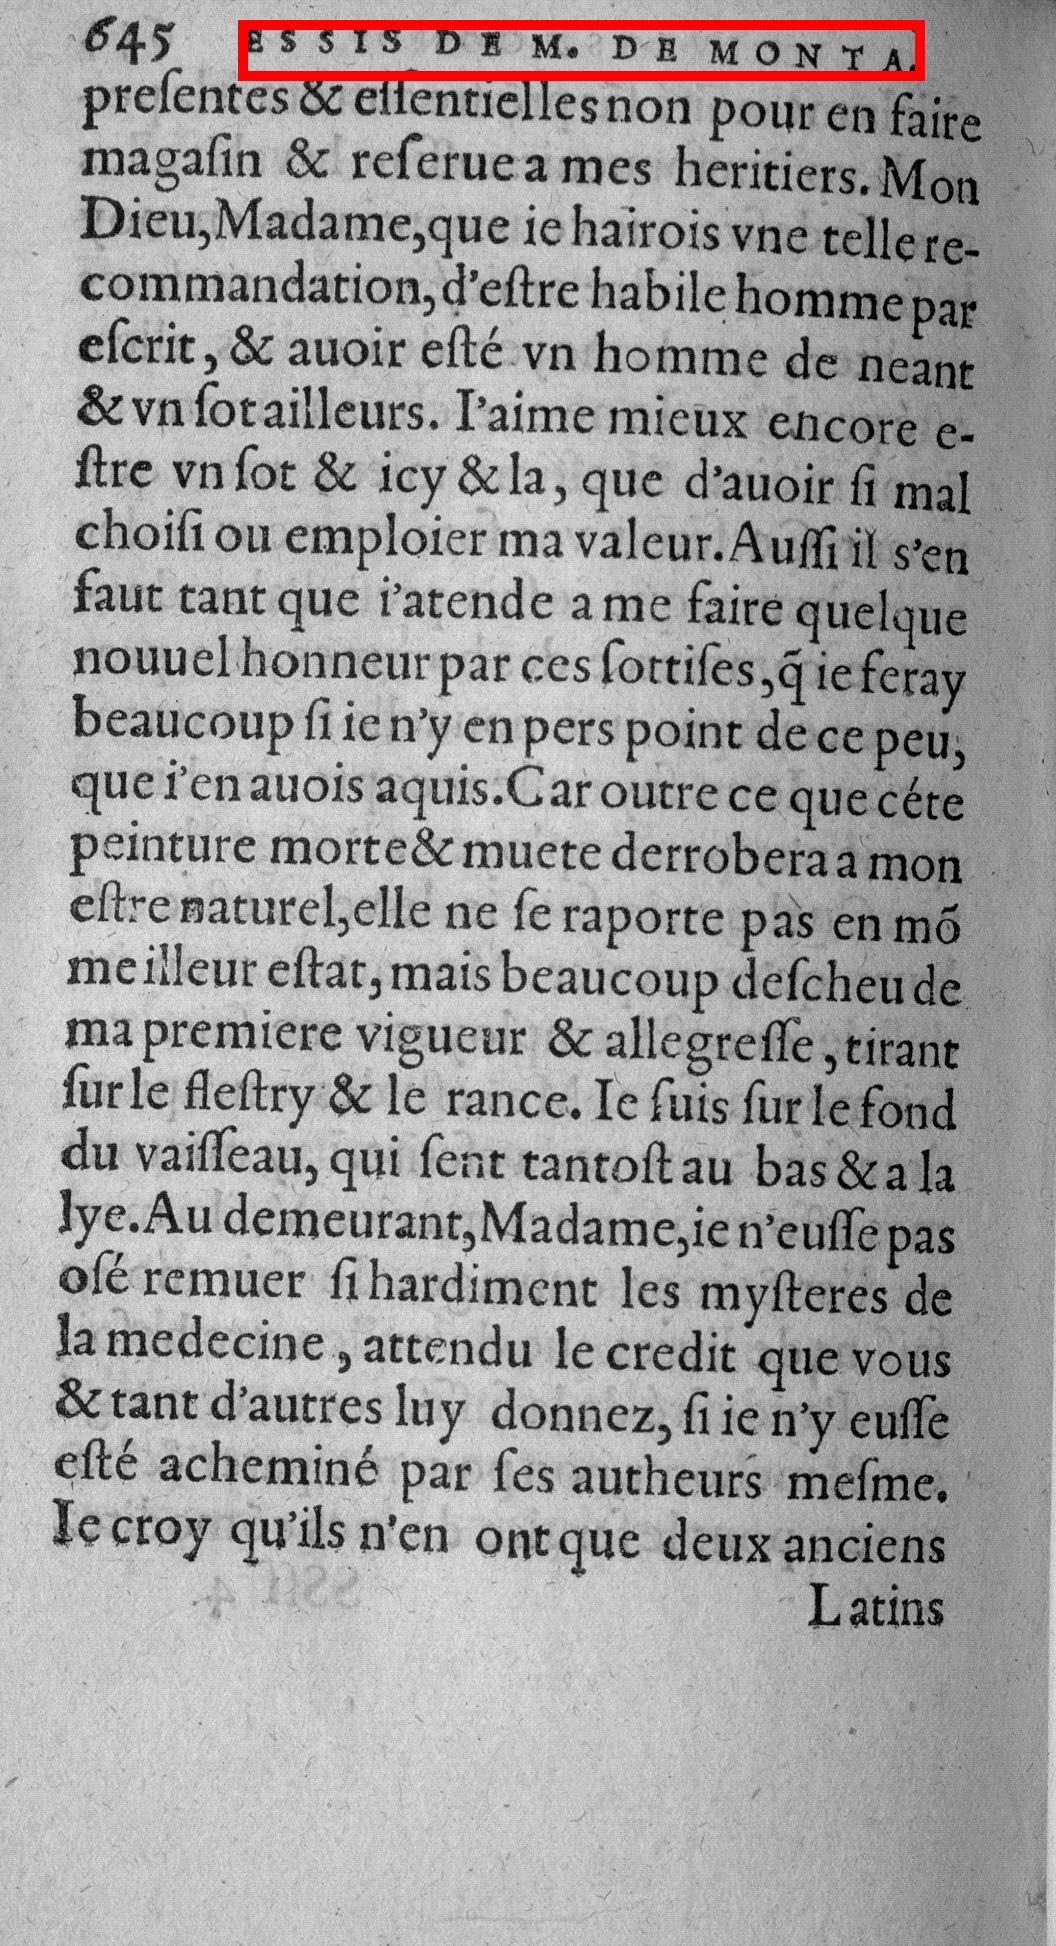 645 ESSIS DE M. DE MONTA.
preſentes & eſſentielles non pour en faire
magaſin & reſerue a mes heritiers. Mon
Dieu, Madame, que ie hairois vne telle re-
commandation, d'eſtre habile homme par
eſcrit, & auoir eſté vn homme de neant
& vn ſot ailleurs. I'aime mieux encore e-
ſtre vn ſot & icy & la, que d'auoir ſi mal
choiſi ou emploier ma valeur. Auſſi il s'en
faut tant que i'atende a me faire quelque
nouuel honneur par ces ſottiſes, q̃ ie feray
beaucoup ſi ie n'y en pers point de ce peu,
que i'en auois aquis. Car outre ce que céte
peinture morte & muete derrobera a mon
eſtre naturel, elle ne ſe raporte pas en mõ
meilleur eſtat, mais beaucoup deſcheu de
ma premiere vigueur & allegreſſe, tirant
ſur le fleſtry & le rance. Ie ſuis ſur le fond
du vaiſſeau, qui ſent tantoſt au bas & a la
lye. Au demeurant, Madame, ie n'euſſe pas
oſé remuer ſi hardiment les myſteres de
la medecine, attendu le credit que vous
& tant d'autres luy donnez, ſi ie n'y euſſe
eſté acheminé par ſes autheurs meſme.
Ie croy qu'ils n'en ont que deux anciens
Latins